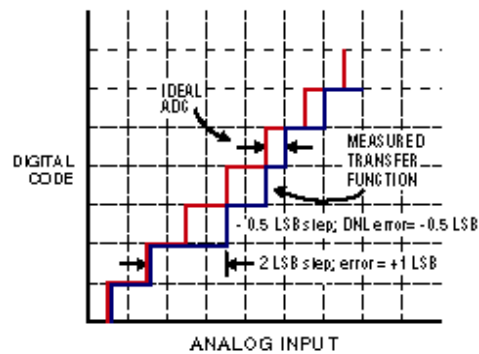 IDEAL
ADC
DIGITAL
CODE
MEASURED
TRANSFER
FUNCTION
- 0.5 LSB step; DNL error= -0.5 LSB
2 LSB step; error = +1 LSB
ANALOG INPUT